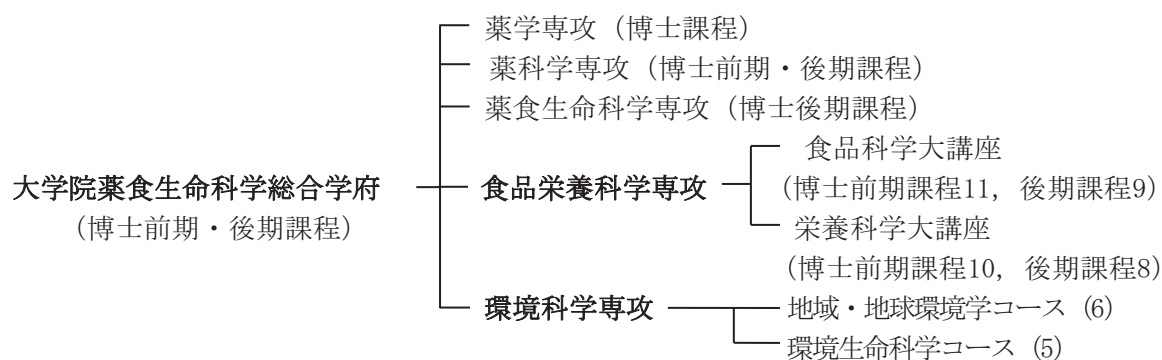 薬学専攻 (博士課程)
薬科学専攻 (博士前期・後期課程)
薬食生命科学専攻 (博士後期課程)
大学院薬食生命科学総合学府
(博士前期・後期課程)
食品栄養科学専攻
食品科学大講座
(博士前期課程11, 後期課程9)
栄養科学大講座
(博士前期課程10, 後期課程8)
環境科学専攻
地域・地球環境学コース (6)
環境生命科学コース (5)